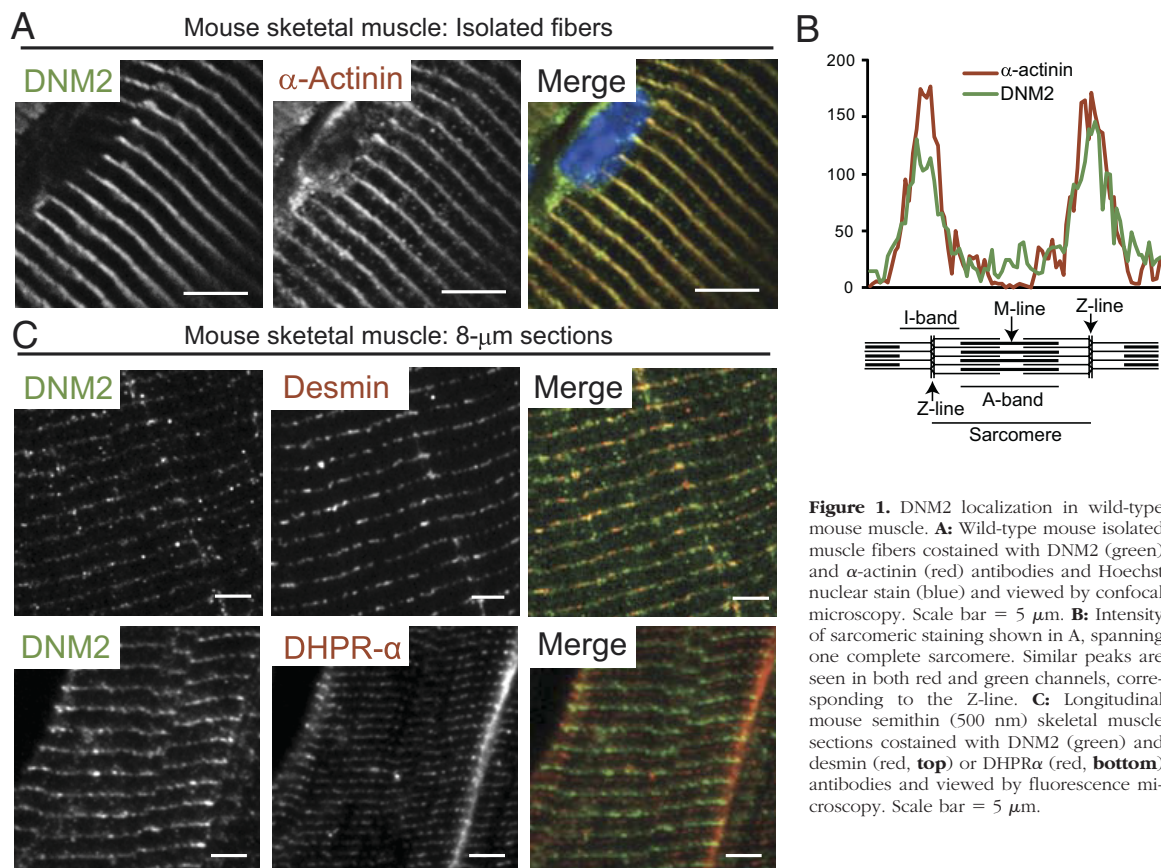 A
Mouse sketetal muscle: Isolated fibers
DNM2
α-Actinin
Merge
B
200
150
100
50
0
α-actinin
DNM2
I-band
M-line
Z-line
Z-line
A-band
Sarcomere
C
Mouse sketetal muscle: 8-μm sections
DNM2
Desmin
Merge
DNM2
DHPR-α
Merge
Figure 1. DNM2 localization in wild-type
mouse muscle. A: Wild-type mouse isolated
muscle fibers costained with DNM2 (green)
and α-actinin (red) antibodies and Hoechst
nuclear stain (blue) and viewed by confocal
microscopy. Scale bar = 5 μm. B: Intensity
of sarcomeric staining shown in A, spanning
one complete sarcomere. Similar peaks are
seen in both red and green channels, corre-
sponding to the Z-line. C: Longitudinal
mouse semithin (500 nm) skeletal muscle
sections costained with DNM2 (green) and
desmin (red, top) or DHPRα (red, bottom)
antibodies and viewed by fluorescence mi-
croscopy. Scale bar = 5 μm.